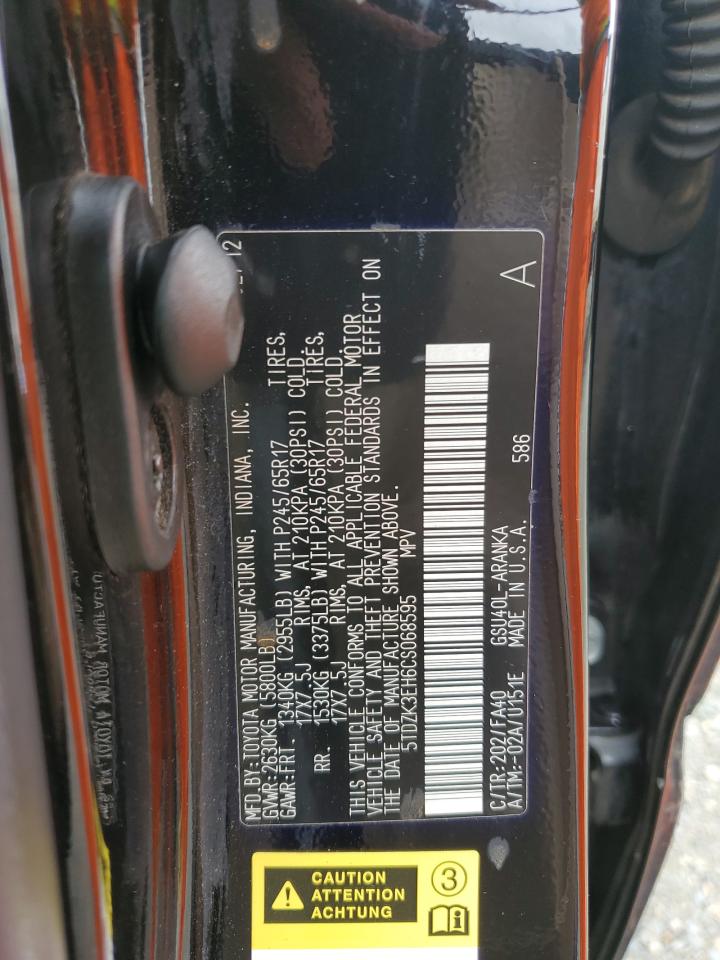 MFD.BY:TOYOTA MOTOR MANUFACTURING, INDIANA, INC. /12
GVWR:2630KG (5800LB)
GAWR:FRT. 1340KG (2955LB) WITH P245/65R17 TIRES,
17X7.5J RIMS, AT 210KPA (30PSI) COLD.
RR. 1530KG (3375LB) WITH P245/65R17 TIRES,
17X7.5J RIMS, AT 210KPA (30PSI) COLD.
THIS VEHICLE CONFORMS TO ALL APPLICABLE FEDERAL MOTOR
VEHICLE SAFETY AND THEFT PREVENTION STANDARDS IN EFFECT ON
THE DATE OF MANUFACTURE SHOWN ABOVE.
5TDZK3EH6CS068595 MPV
C/TR:202/FA40 GSU40L-ARANKA
A/TM:-02A/U151E MADE IN U.S.A. 586 A
CAUTION
ATTENTION
ACHTUNG
3